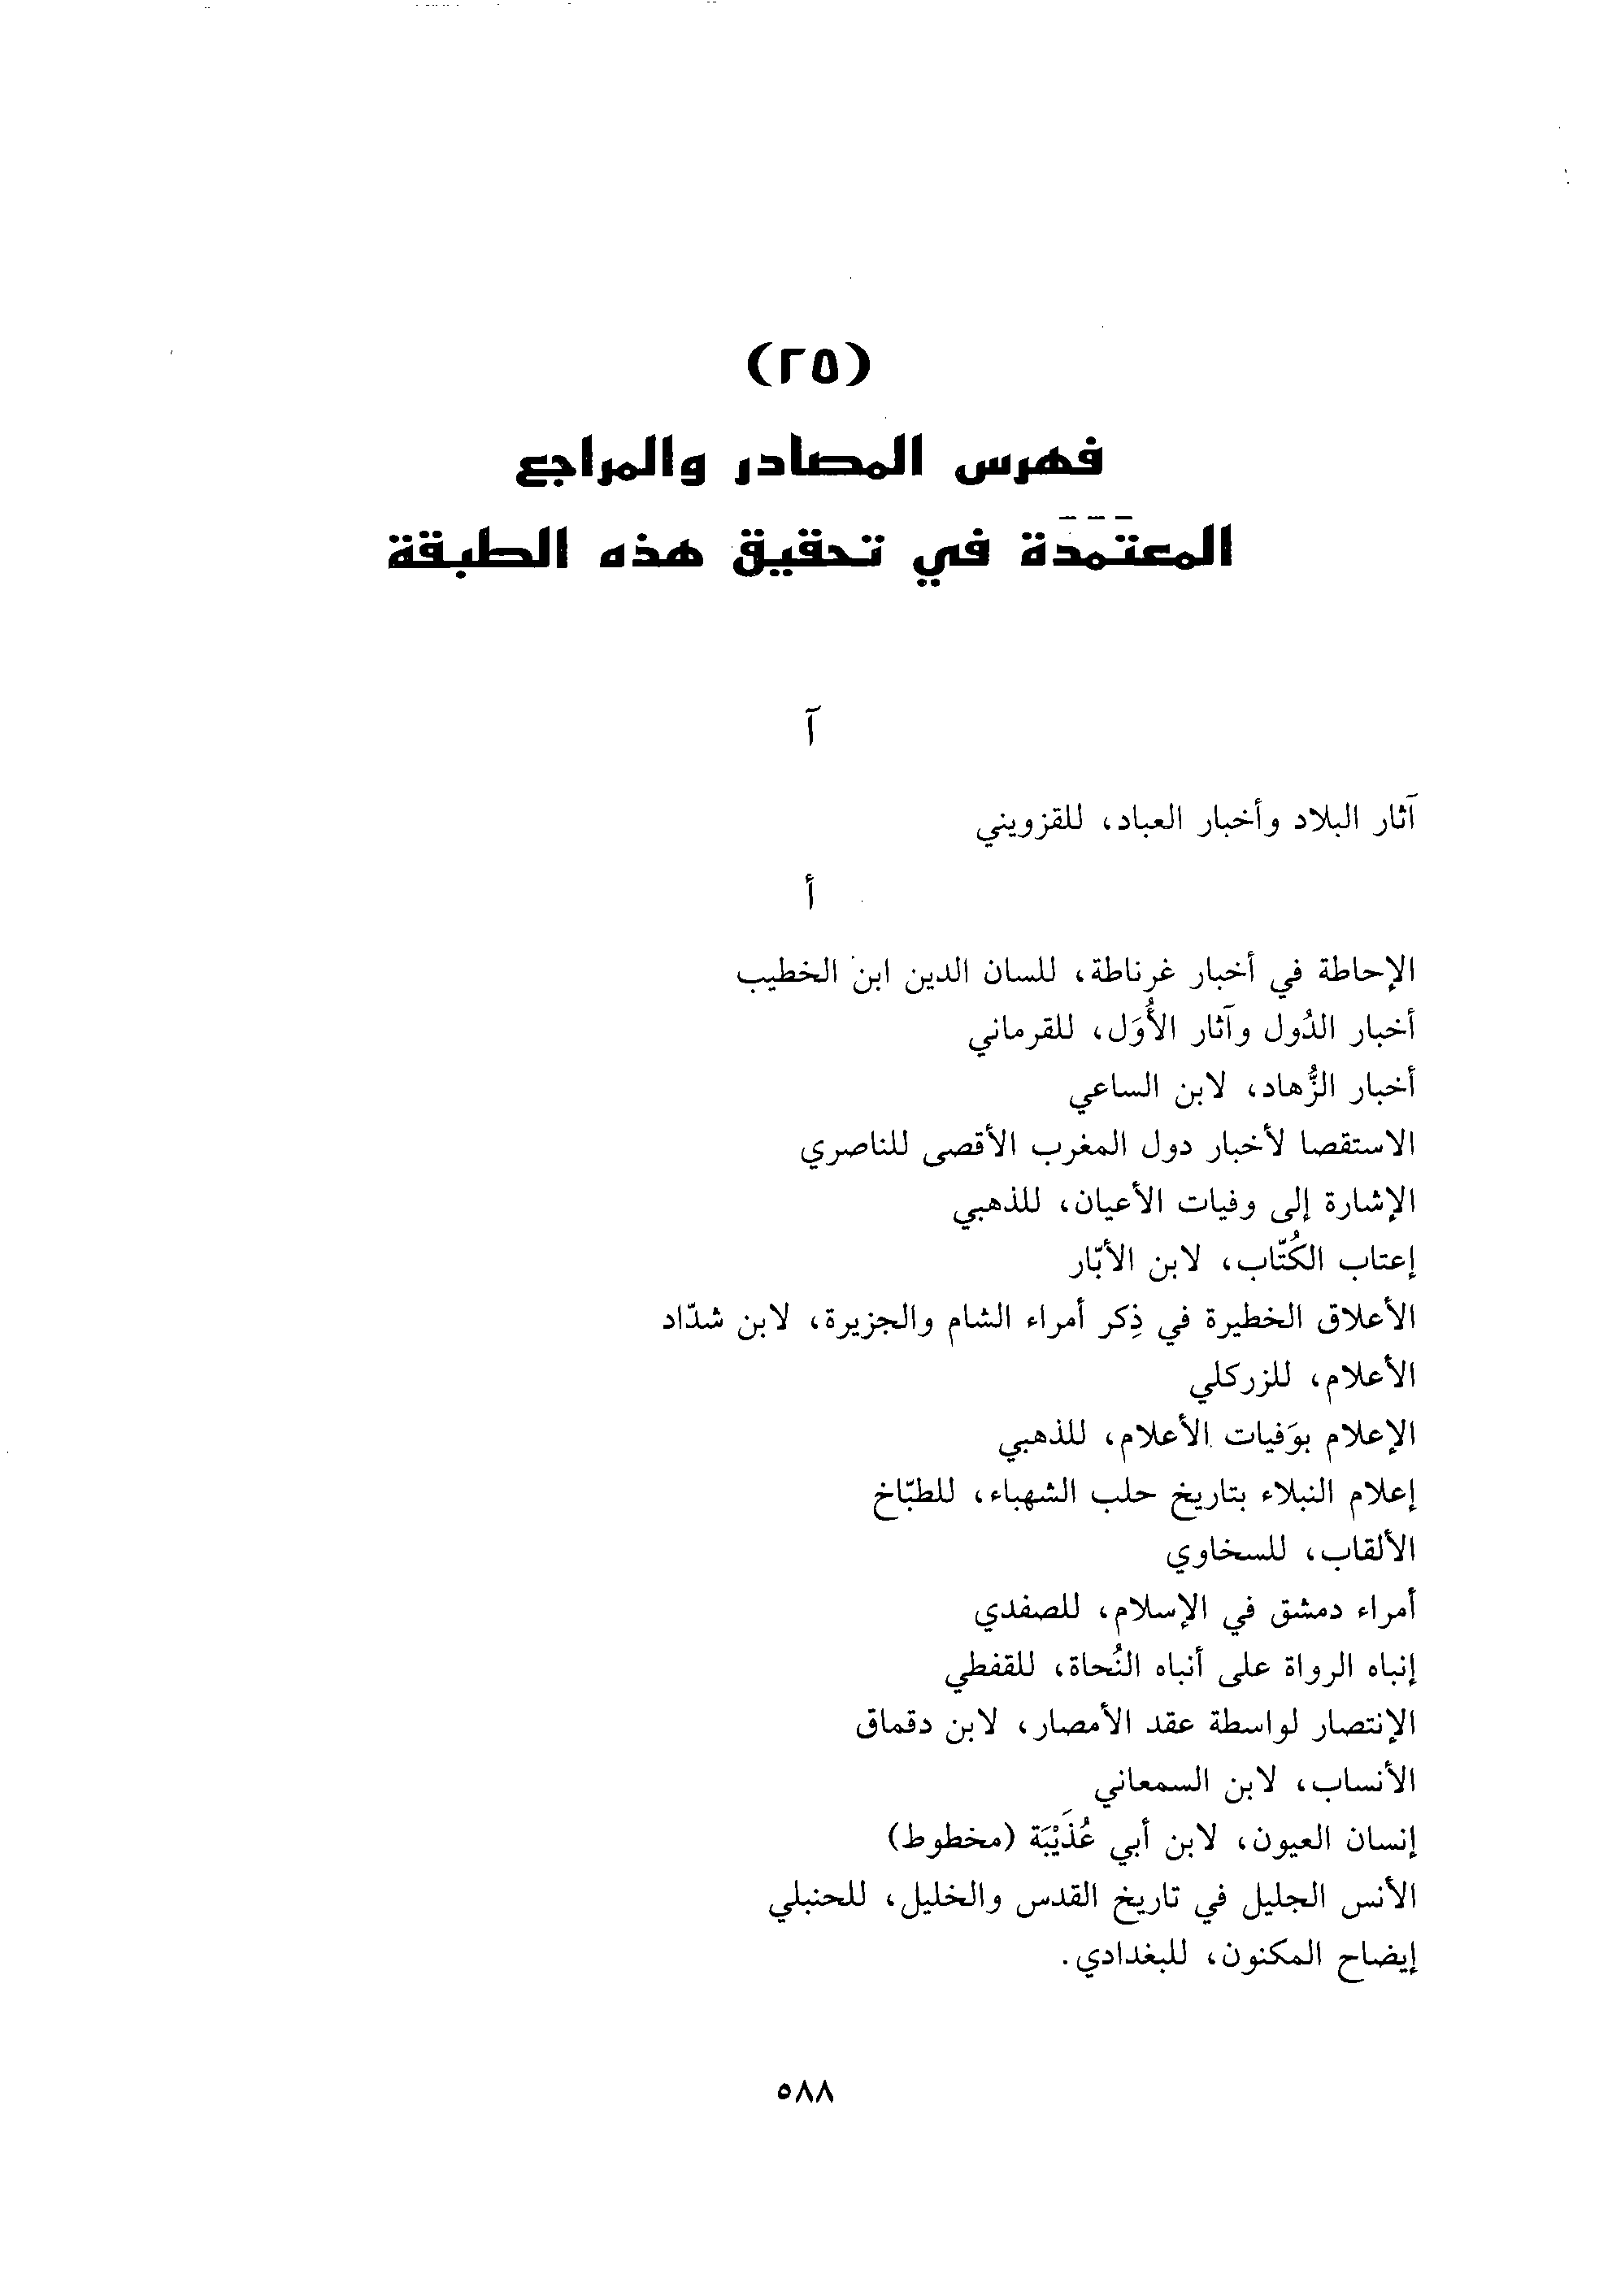 (٢٥)
فهرس المصادر والمراجع
المعتمدة في تحقيق هذه الطبقة
آ
آثار البلاد وأخبار العباد، للقزويني
أ
الإحاطة في أخبار غرناطة، للسان الدين ابن الخطيب
أخبار الدُول وآثار الأُوَل، للقرماني
أخبار الزُّهاد، لابن الساعي
الاستقصا لأخبار دول المغرب الأقصى للناصري
الإشارة إلى وفيات الأعيان، للذهبي
إعتاب الكُتّاب، لابن الأبّار
الأعلاق الخطيرة في ذِكر أمراء الشام والجزيرة، لابن شدّاد
الأعلام، للزركلي
الإعلام بوَفيات الأعلام، للذهبي
إعلام النبلاء بتاريخ حلب الشهباء، للطبّاخ
الألقاب، للسخاوي
أمراء دمشق في الإسلام، للصفدي
إنباه الرواة على أنباه النُحاة، للقفطي
الإنتصار لواسطة عقد الأمصار، لابن دقماق
الأنساب، لابن السمعاني
إنسان العيون، لابن أبي عُذَيْبَة (مخطوط)
الأنس الجليل في تاريخ القدس والخليل، للحنبلي
إيضاح المكنون، للبغدادي.
٥٨٨